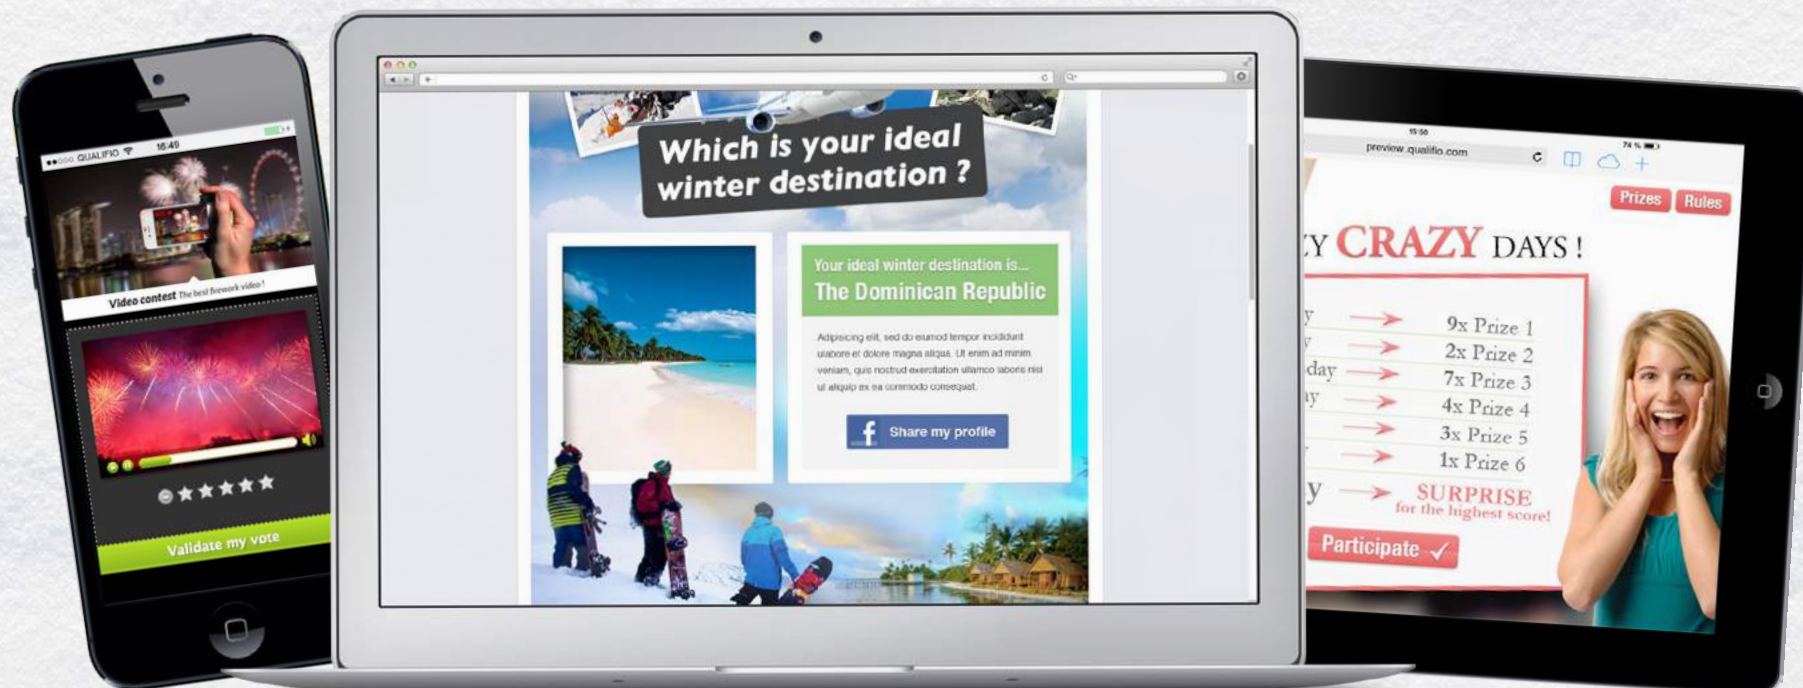 QUALIFIO 16:49
Video contest The best firework video !
Validate my vote
Which is your ideal
winter destination ?
Your ideal winter destination is...
The Dominican Republic
Adipisicing elit, sed do eiumod tempor incididunt
ulabore et dolore magna aliqua. Ut enim ad minim
veniam, quis nostrud exercitation ullamco laboris nisi
ut aliquip ex ea commodo consequat.
f Share my profile
15:50 74 %
preview.qualifio.com
Prizes Rules
CRAZY DAYS !
9x Prize 1
2x Prize 2
7x Prize 3
4x Prize 4
3x Prize 5
1x Prize 6
SURPRISE
for the highest score!
Participate